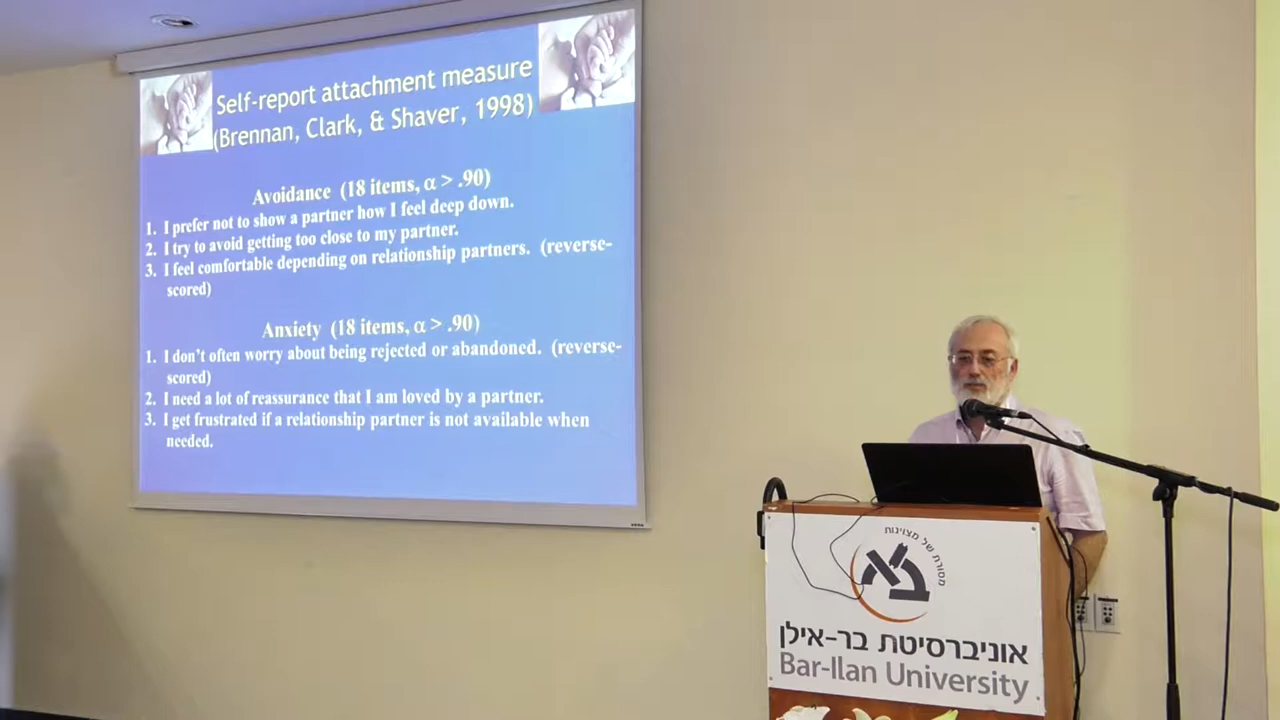 Self-report attachment measure
(Brennan, Clark, & Shaver, 1998)
Avoidance (18 items, α > .90)
1. I prefer not to show a partner how I feel deep down.
2. I try to avoid getting too close to my partner.
3. I feel comfortable depending on relationship partners. (reverse-
scored)
Anxiety (18 items, α > .90)
1. I don't often worry about being rejected or abandoned. (reverse-
scored)
2. I need a lot of reassurance that I am loved by a partner.
3. I get frustrated if a relationship partner is not available when
needed.
מסורת של מצוינות
בא
אוניברסיטת בר-אילן
Bar-Ilan University